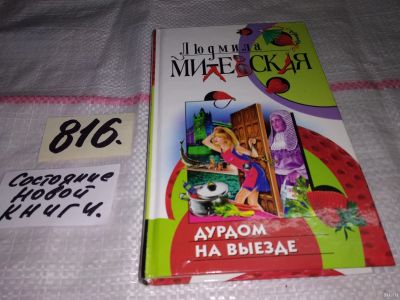 Людмила
МИЛЕВСКАЯ
816.
Состояние
новой
книги.
ДУРДОМ
НА ВЫЕЗДЕ